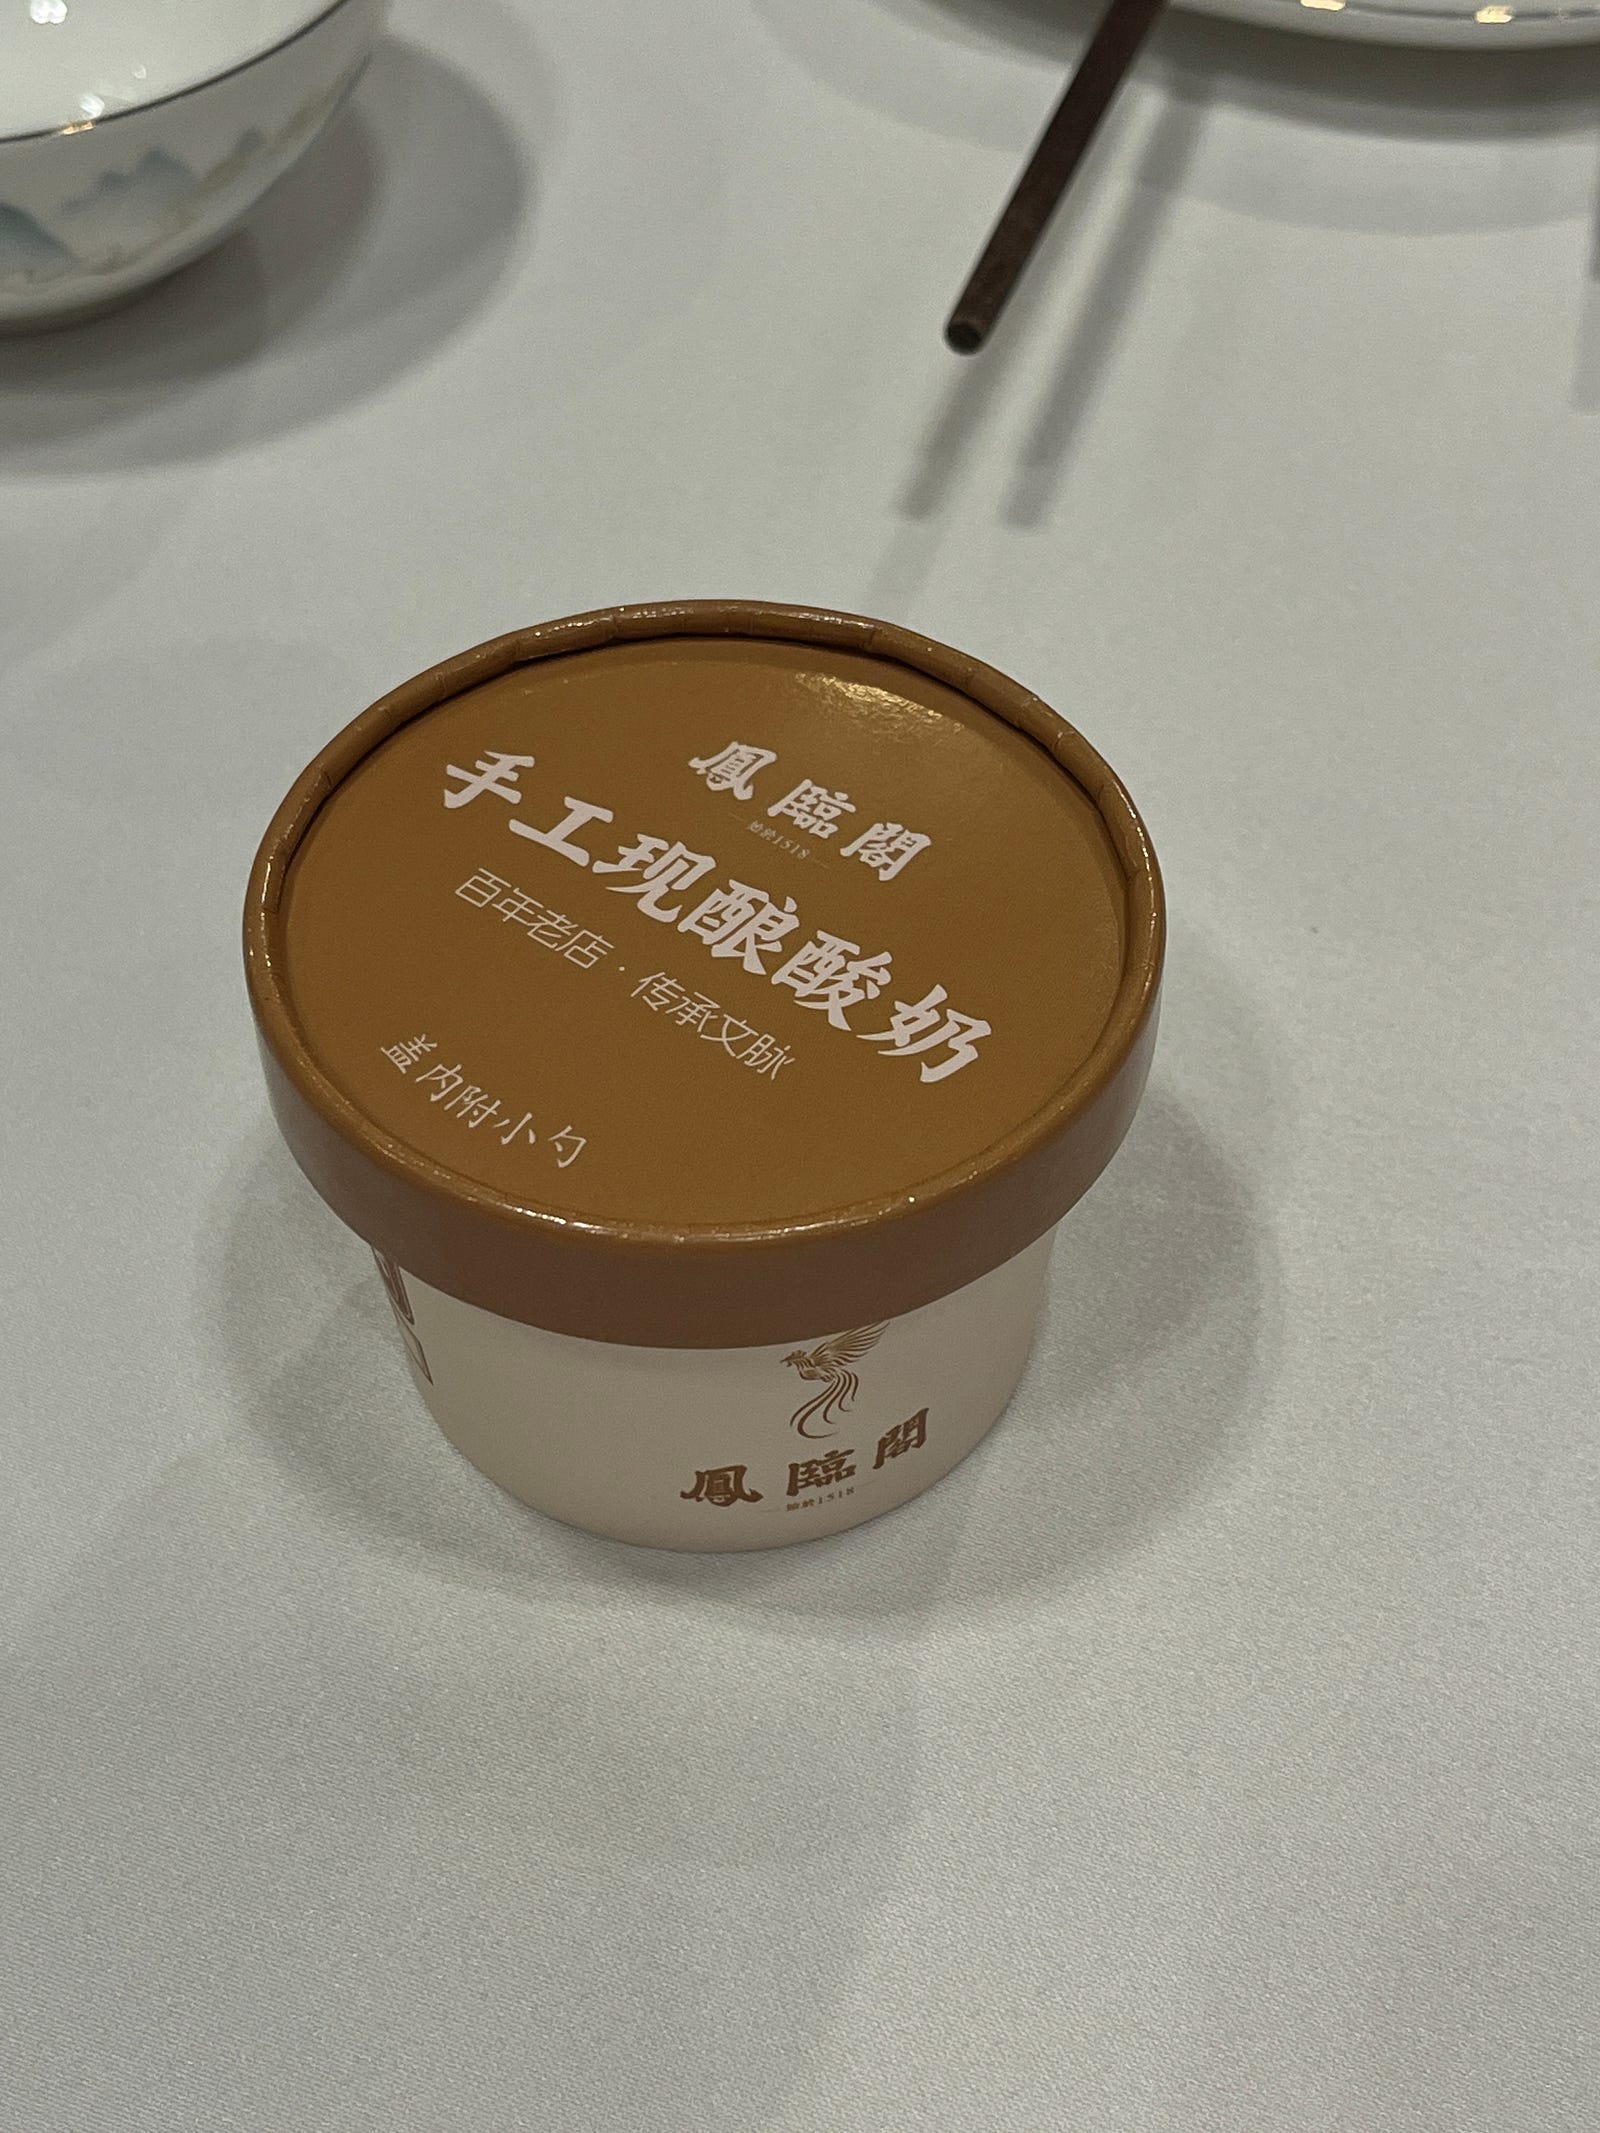 鳳臨閣
始於1518
手工现酿酸奶
百年老店·传承文脉
盖内附小勺
鳳臨閣
始於1518